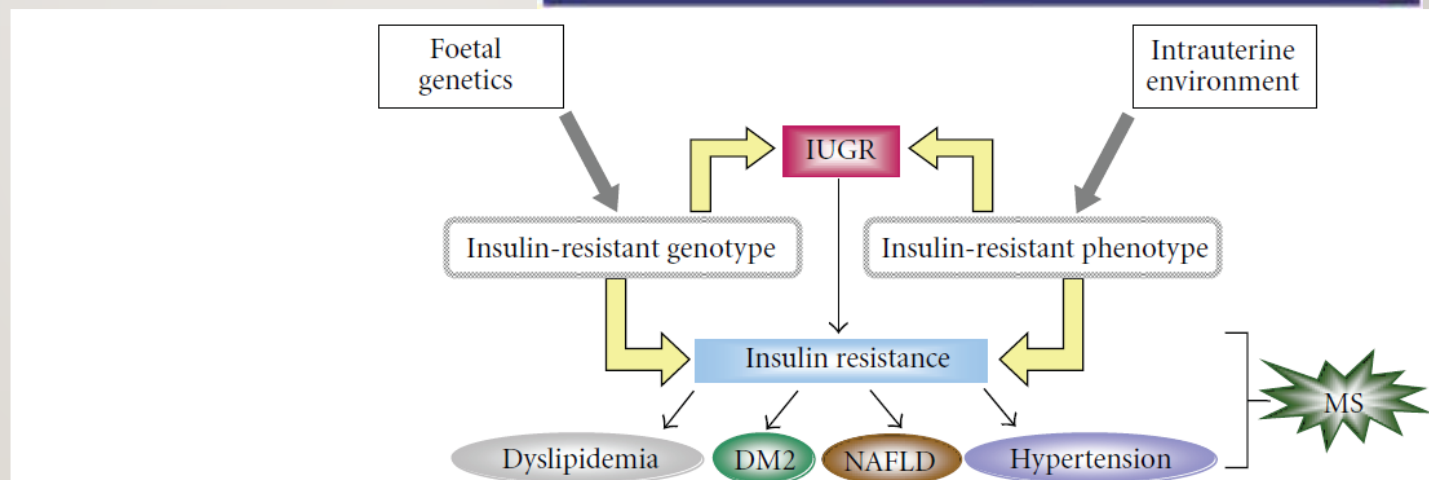 Foetal
genetics
Intrauterine
environment
IUGR
Insulin-resistant genotype
Insulin-resistant phenotype
Insulin resistance
MS
Dyslipidemia
DM2
NAFLD
Hypertension